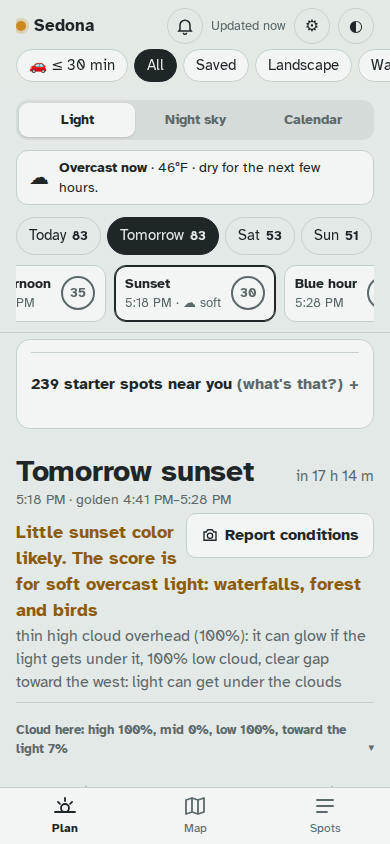 Sedona
Updated now
🚗 ≤ 30 min
All
Saved
Landscape
Light
Night sky
Calendar
Overcast now · 46°F · dry for the next few
hours.
Today 83
Tomorrow 83
Sat 53
Sun 51
rnoon
PM
35
Sunset
5:18 PM · ☁ soft
30
Blue hour
5:28 PM
239 starter spots near you (what's that?) +
Tomorrow sunset
in 17 h 14 m
5:18 PM · golden 4:41 PM–5:28 PM
Report conditions
Little sunset color
likely. The score is
for soft overcast light: waterfalls, forest
and birds
thin high cloud overhead (100%): it can glow if the
light gets under it, 100% low cloud, clear gap
toward the west: light can get under the clouds
Cloud here: high 100%, mid 0%, low 100%, toward the
light 7%
Plan
Map
Spots